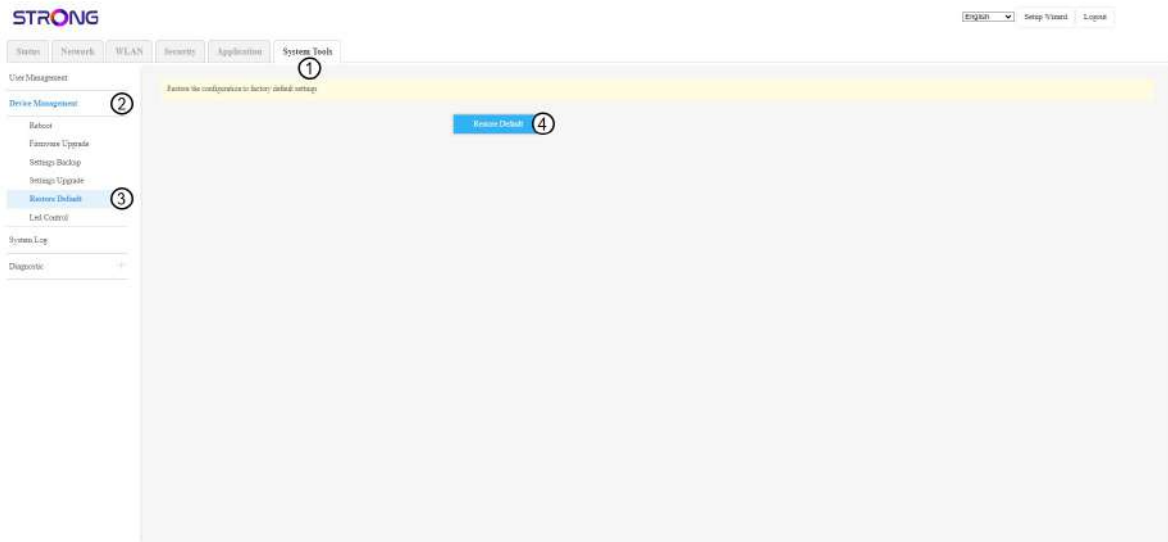 STRONG
English Setup Wizard Logout
Status Network WLAN Security Application System Tools
1
User Management
Restore the configuration to factory default settings
Device Management 2
Restore Default 4
Reboot
Firmware Upgrade
Settings Backup
Settings Upgrade
Restore Default 3
Led Control
System Log
Diagnostic +